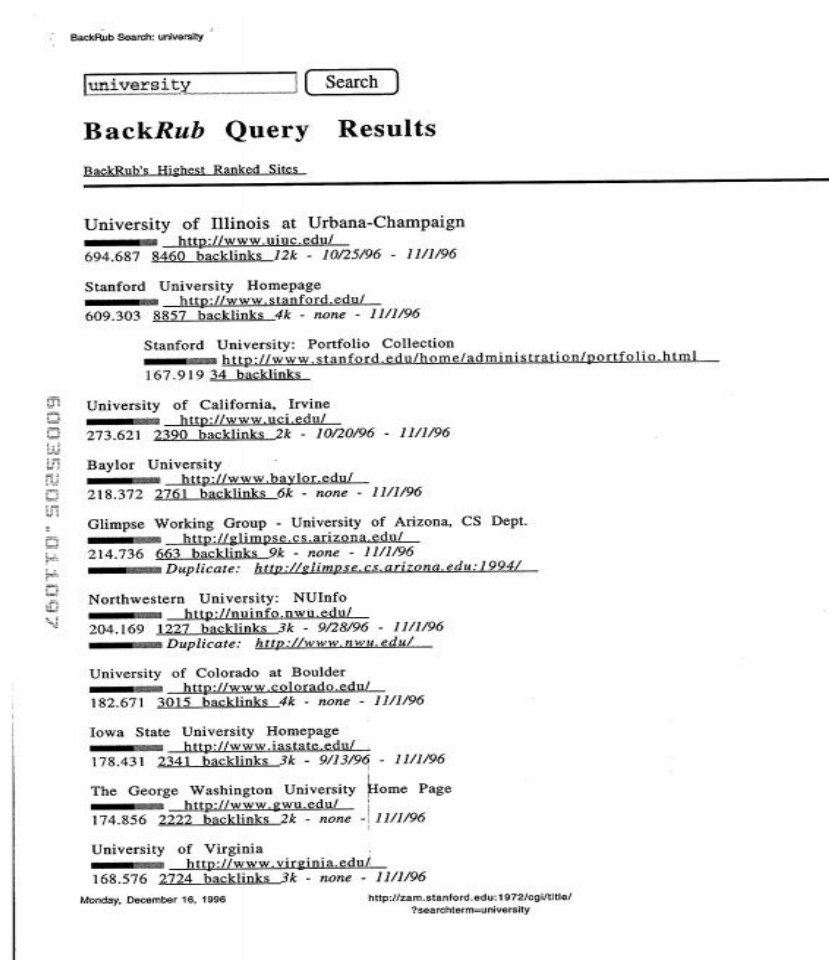 BackRub Search: university
university Search
BackRub Query Results
BackRub's Highest Ranked Sites
University of Illinois at Urbana-Champaign
http://www.uiuc.edu/
694.687 8460 backlinks 12k - 10/25/96 - 11/1/96
Stanford University Homepage
http://www.stanford.edu/
609.303 8857 backlinks 4k - none - 11/1/96
Stanford University: Portfolio Collection
http://www.stanford.edu/home/administration/portfolio.html
167.919 34 backlinks
University of California, Irvine
http://www.uci.edu/
273.621 2390 backlinks 2k - 10/20/96 - 11/1/96
Baylor University
http://www.baylor.edu/
218.372 2761 backlinks 6k - none - 11/1/96
Glimpse Working Group - University of Arizona, CS Dept.
http://glimpse.cs.arizona.edu/
214.736 663 backlinks 9k - none - 11/1/96
Duplicate: http://glimpse.cs.arizona.edu:1994/
Northwestern University: NUInfo
http://nuinfo.nwu.edu/
204.169 1227 backlinks 3k - 9/28/96 - 11/1/96
Duplicate: http://www.nwu.edu/
University of Colorado at Boulder
http://www.colorado.edu/
182.671 3015 backlinks 4k - none - 11/1/96
Iowa State University Homepage
http://www.iastate.edu/
178.431 2341 backlinks 3k - 9/13/96 - 11/1/96
The George Washington University Home Page
http://www.gwu.edu/
174.856 2222 backlinks 2k - none - 11/1/96
University of Virginia
http://www.virginia.edu/
168.576 2724 backlinks 3k - none - 11/1/96
Monday, December 16, 1996
http://zam.stanford.edu:1972/cgi/title/
?searchterm=university
60035205.011097